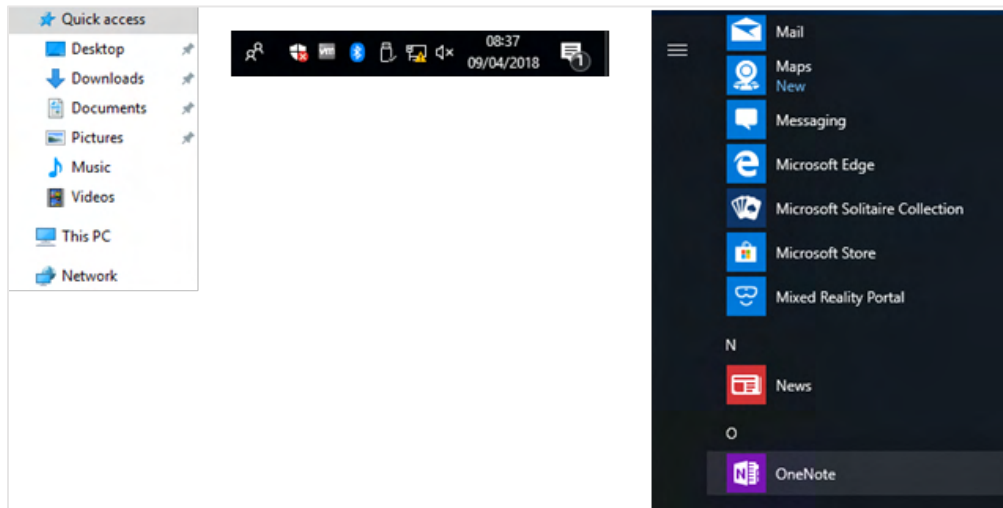 Quick access
Desktop
Downloads
Documents
Pictures
Music
Videos
This PC
Network
vm
08:37
09/04/2018
1
Mail
Maps
New
Messaging
Microsoft Edge
Microsoft Solitaire Collection
Microsoft Store
Mixed Reality Portal
N
News
O
N
OneNote